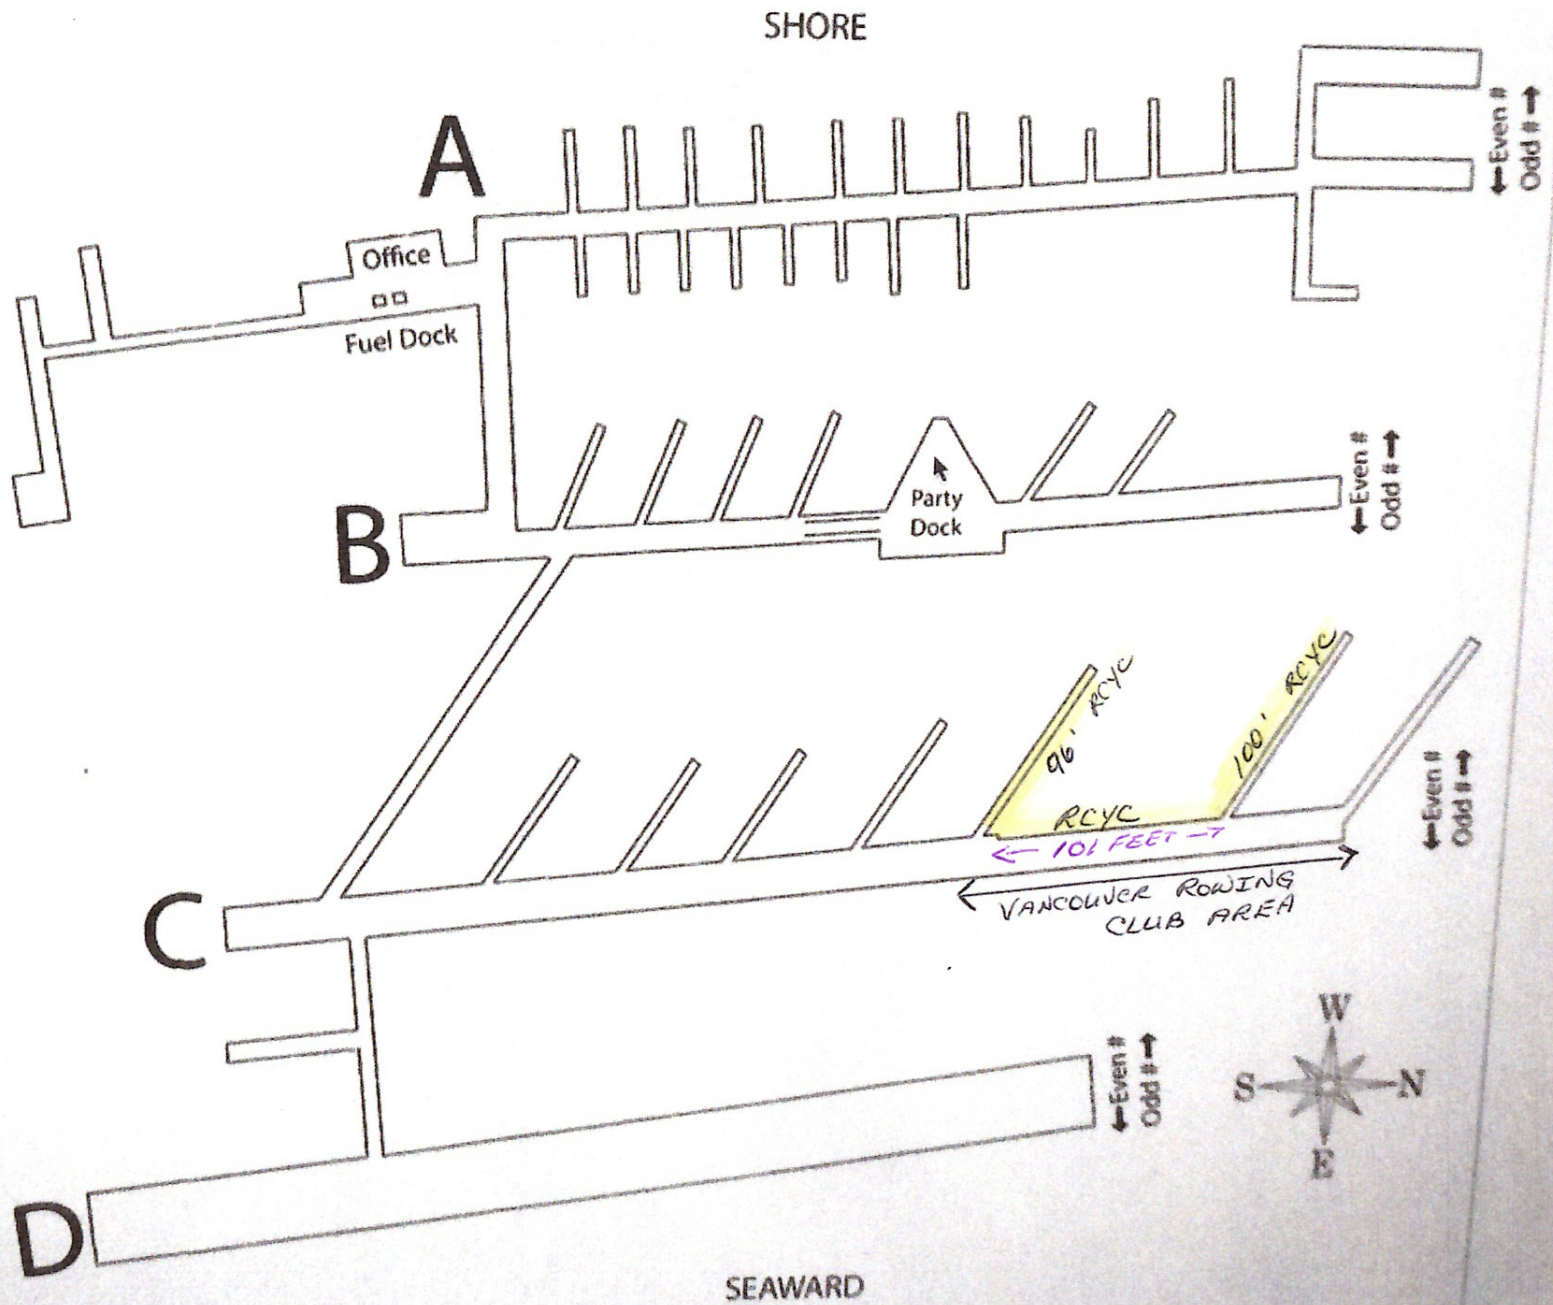 SHORE
A
←Even #
Odd #→
Office
Fuel Dock
B
Party
Dock
←Even #
Odd #→
C
96' RCYC
100' RCYC
RCYC
← 101 FEET →
VANCOUVER ROWING
CLUB AREA
←Even #
Odd #→
W
S
N
E
←Even #
Odd #→
D
SEAWARD